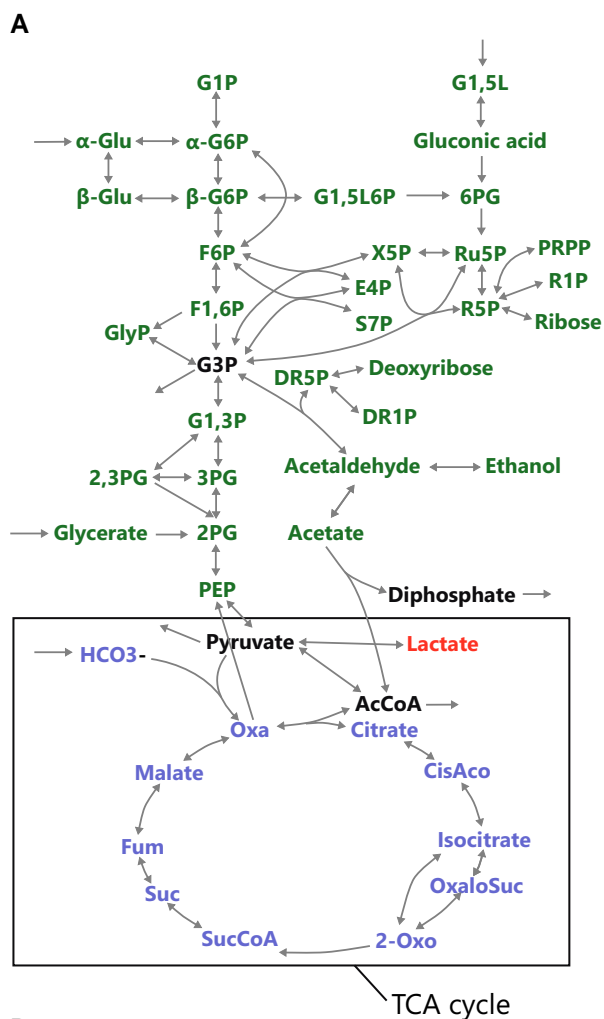 A
G1P
G1,5L
α-Glu α-G6P Gluconic acid
β-Glu β-G6P G1,5L6P 6PG
F6P X5P Ru5P PRPP
E4P R1P
F1,6P S7P R5P Ribose
GlyP
G3P DR5P Deoxyribose
G1,3P DR1P
2,3PG 3PG Acetaldehyde Ethanol
Glycerate 2PG Acetate
PEP Diphosphate
Pyruvate Lactate
HCO3-
AcCoA
Oxa Citrate
Malate CisAco
Fum Isocitrate
Suc OxaloSuc
SucCoA 2-Oxo
TCA cycle